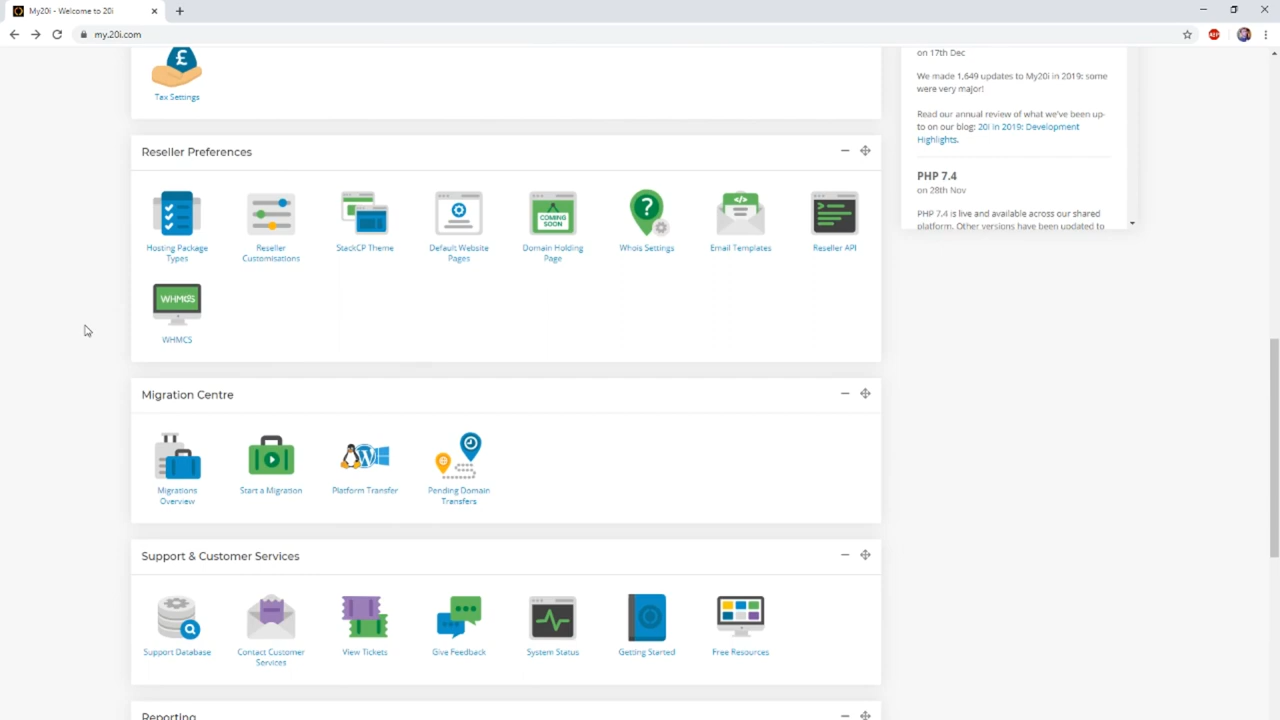 My20i - Welcome to 20i
my.20i.com
£
Tax Settings
on 17th Dec
We made 1,649 updates to My20i in 2019: some
were very major!
Read our annual review of what we've been up-
to on our blog: 20i in 2019: Development
Highlights.
PHP 7.4
on 28th Nov
PHP 7.4 is live and available across our shared
platform. Other versions have been updated to
Reseller Preferences
COMING
SOON
?
</>
Hosting Package
Types
Reseller
Customisations
StackCP Theme
Default Website
Pages
Domain Holding
Page
Whois Settings
Email Templates
Reseller API
WHMCS
WHMCS
Migration Centre
Migrations
Overview
Start a Migration
Platform Transfer
Pending Domain
Transfers
Support & Customer Services
Support Database
Contact Customer
Services
View Tickets
Give Feedback
System Status
Getting Started
Free Resources
Reporting